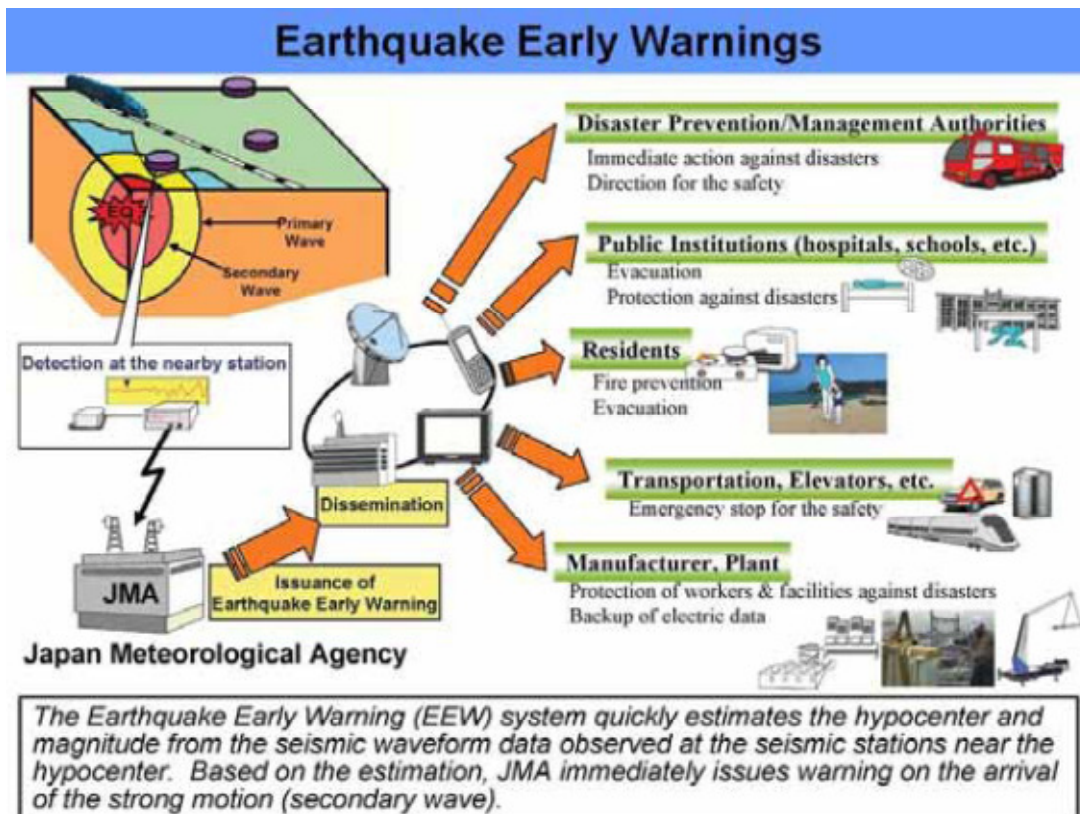 Earthquake Early Warnings
EQ
Primary
Wave
Secondary
Wave
Detection at the nearby station
JMA
Japan Meteorological Agency
Issuance of
Earthquake Early Warning
Dissemination
Disaster Prevention/Management Authorities
Immediate action against disasters
Direction for the safety
Public Institutions (hospitals, schools, etc.)
Evacuation
Protection against disasters
Residents
Fire prevention
Evacuation
Transportation, Elevators, etc.
Emergency stop for the safety
Manufacturer, Plant
Protection of workers & facilities against disasters
Backup of electric data
The Earthquake Early Warning (EEW) system quickly estimates the hypocenter and
magnitude from the seismic waveform data observed at the seismic stations near the
hypocenter. Based on the estimation, JMA immediately issues warning on the arrival
of the strong motion (secondary wave).